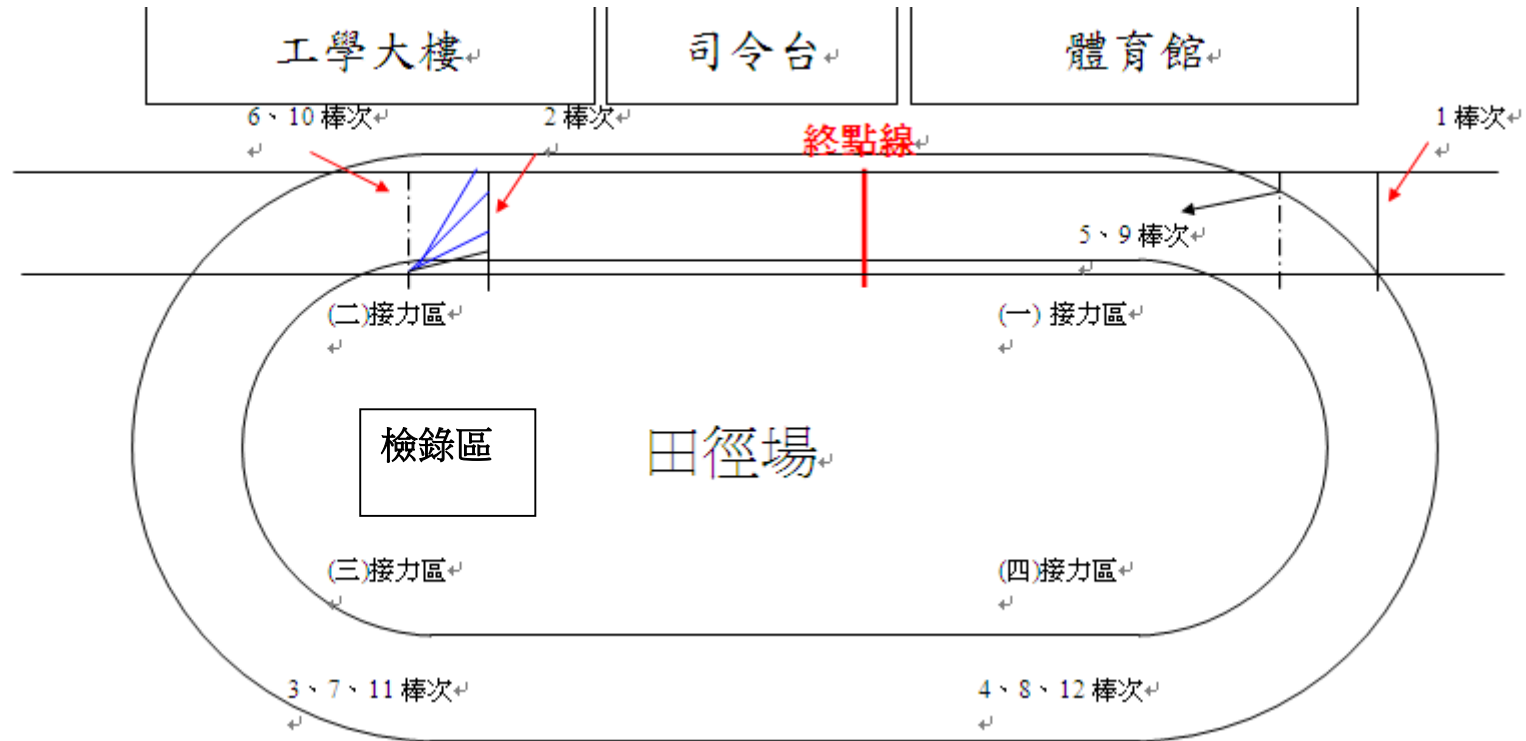 工學大樓
司令台
體育館
6、10 棒次
2 棒次
終點線
1 棒次
5、9 棒次
(二)接力區
(一) 接力區
檢錄區
田徑場
(三)接力區
(四)接力區
3、7、11 棒次
4、8、12 棒次